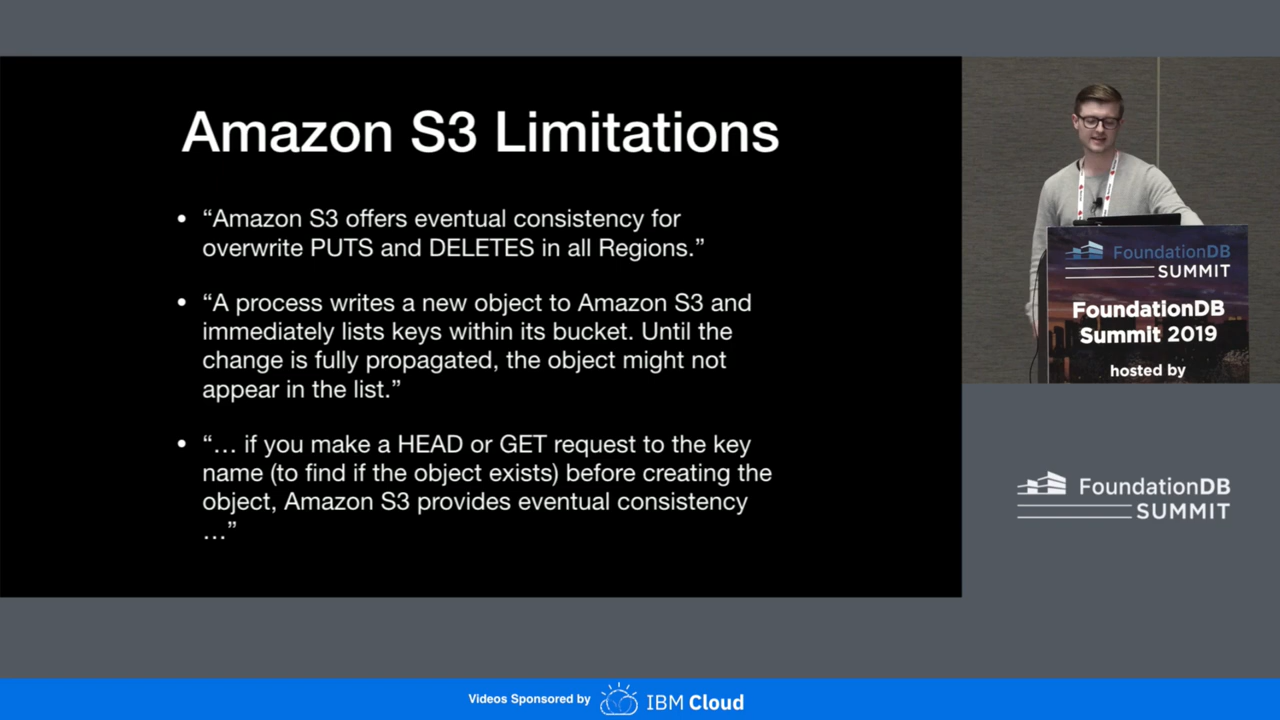 Amazon S3 Limitations
• “Amazon S3 offers eventual consistency for
overwrite PUTS and DELETES in all Regions.”
• “A process writes a new object to Amazon S3 and
immediately lists keys within its bucket. Until the
change is fully propagated, the object might not
appear in the list.”
• “… if you make a HEAD or GET request to the key
name (to find if the object exists) before creating the
object, Amazon S3 provides eventual consistency
…”
FoundationDB
SUMMIT
FoundationDB
Summit 2019
hosted by
FoundationDB
SUMMIT
Videos Sponsored by IBM Cloud